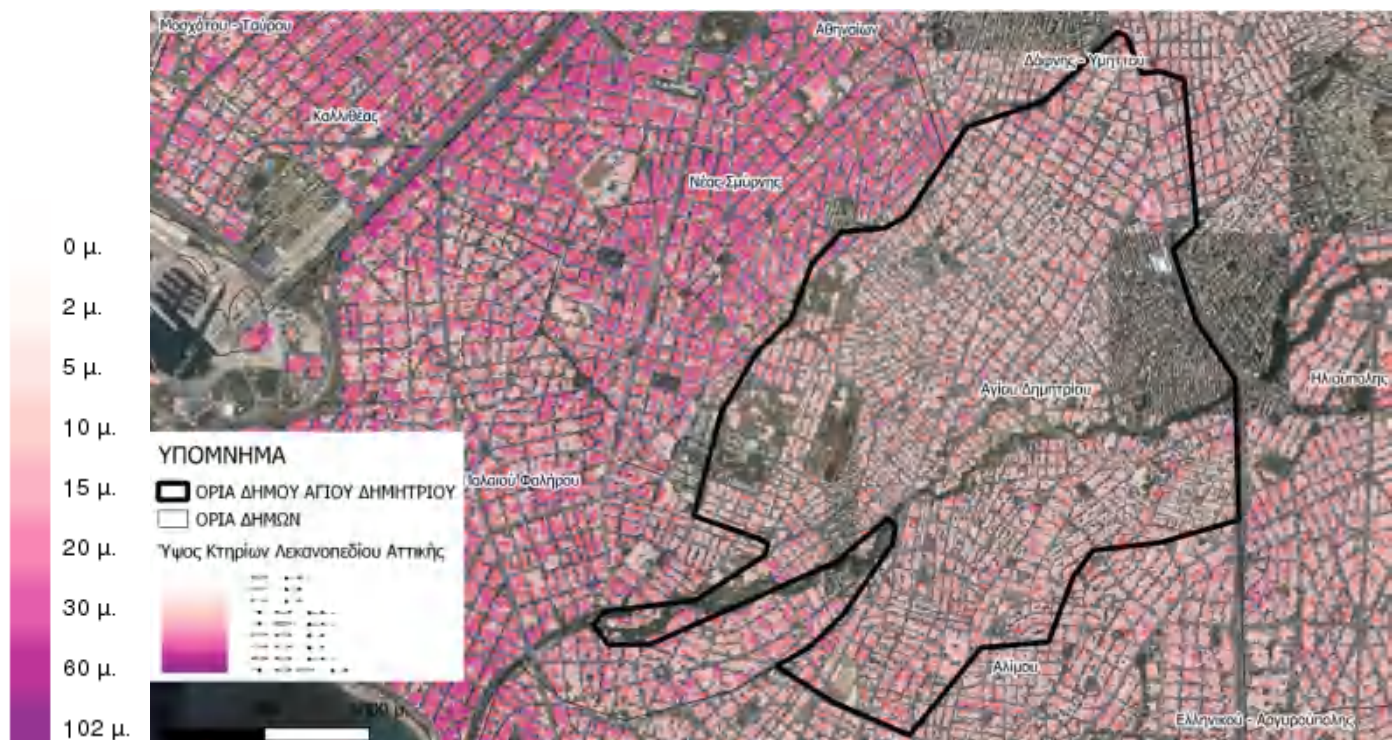 Μοσχάτου - Ταύρου
Αθηναίων
Δάφνης - Υμηττού
Καλλιθέας
Νέας Σμύρνης
Αγίου Δημητρίου
Ηλιούπολης
Παλαιού Φαλήρου
Αλίμου
Ελληνικού - Αργυρούπολης
0 μ.
2 μ.
5 μ.
10 μ.
15 μ.
20 μ.
30 μ.
60 μ.
102 μ.
ΥΠΟΜΝΗΜΑ
ΟΡΙΑ ΔΗΜΟΥ ΑΓΙΟΥ ΔΗΜΗΤΡΙΟΥ
ΟΡΙΑ ΔΗΜΩΝ
Ύψος Κτηρίων Λεκανοπεδίου Αττικής